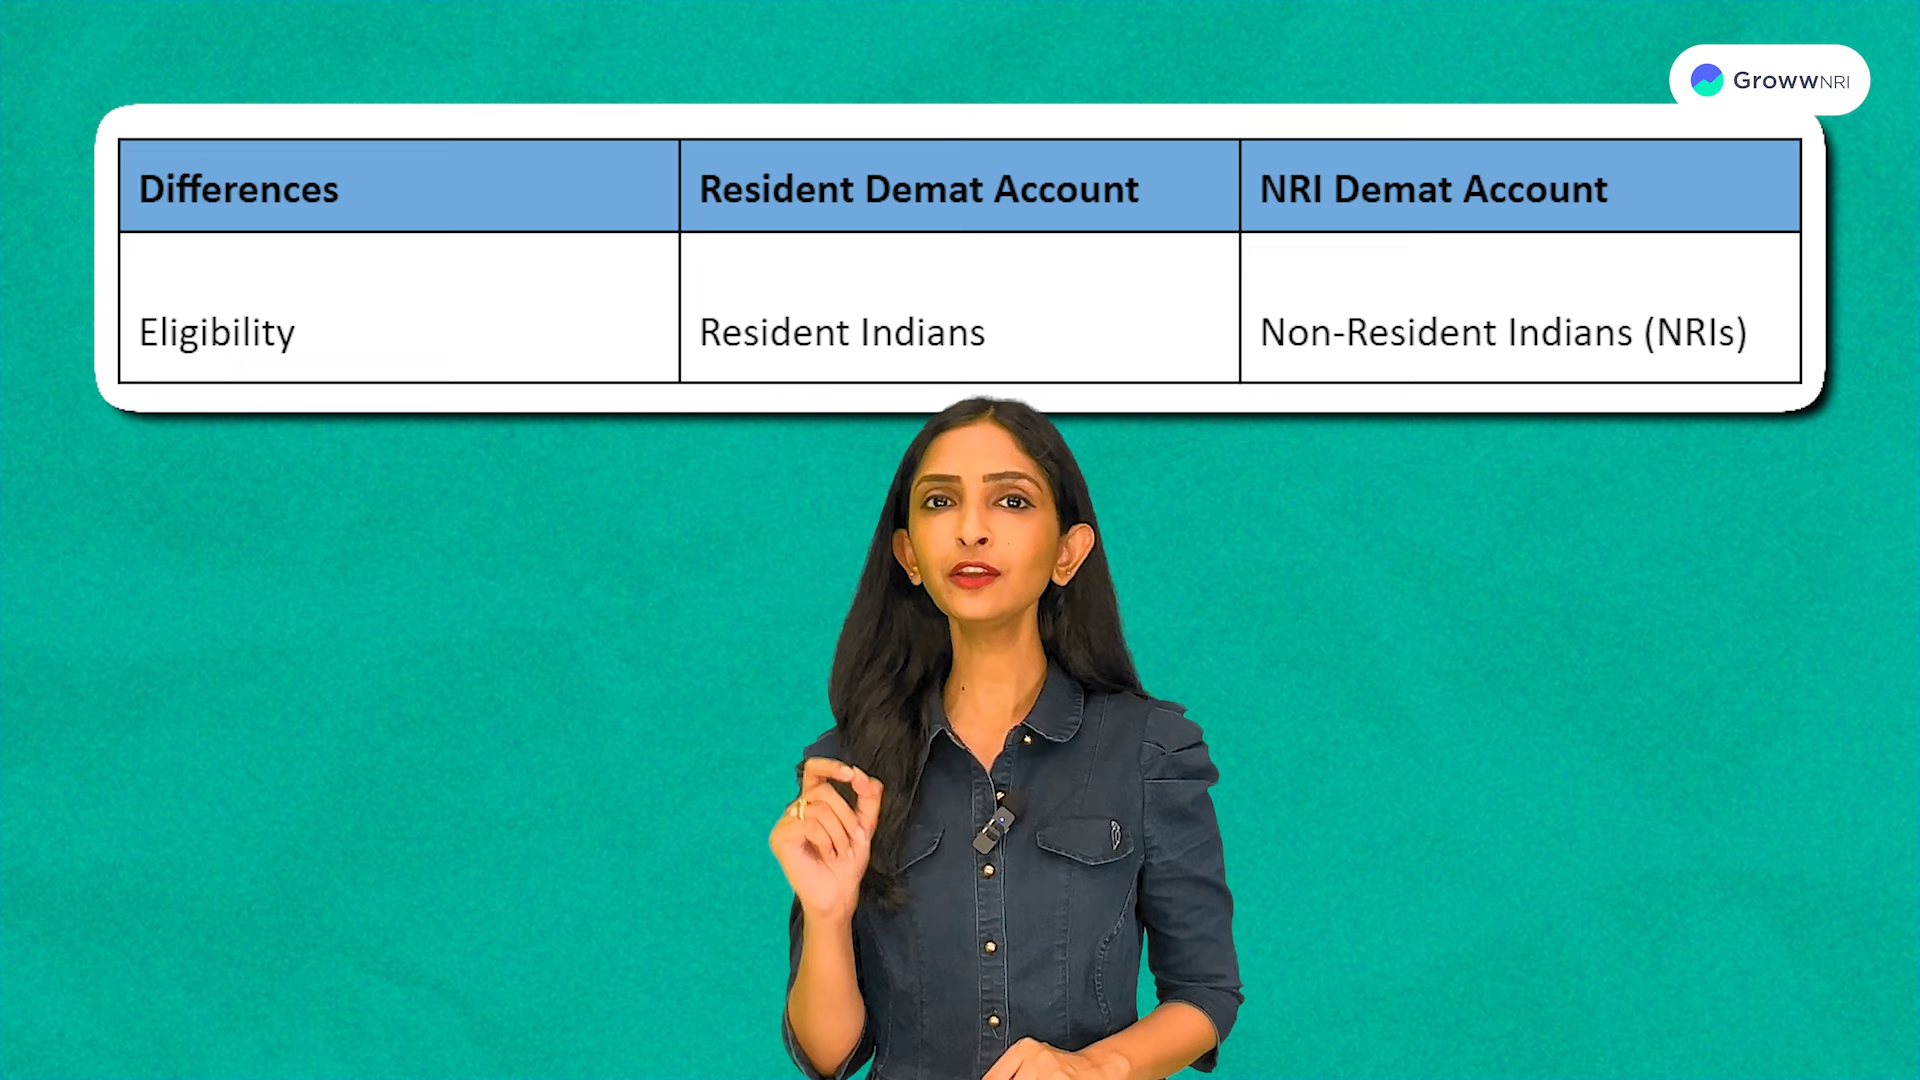 GrowwNRI
Differences Resident Demat Account NRI Demat Account
Eligibility Resident Indians Non-Resident Indians (NRIs)